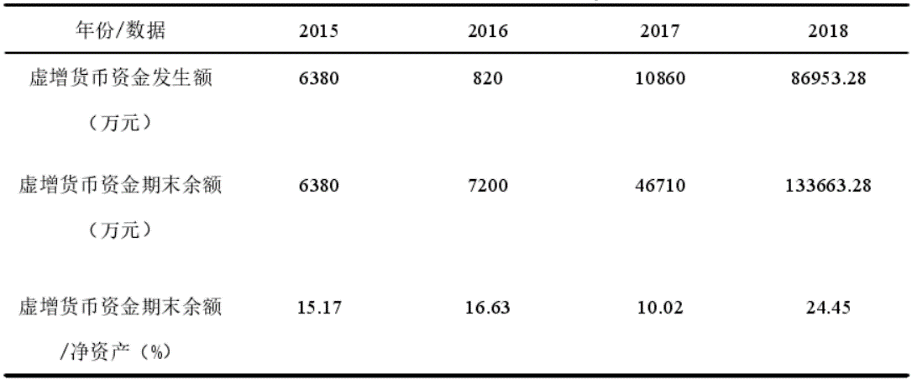 年份/数据 2015 2016 2017 2018
虚增货币资金发生额 6380 820 10860 86953.28
（万元）
虚增货币资金期末余额 6380 7200 46710 133663.28
（万元）
虚增货币资金期末余额 15.17 16.63 10.02 24.45
/净资产（%）